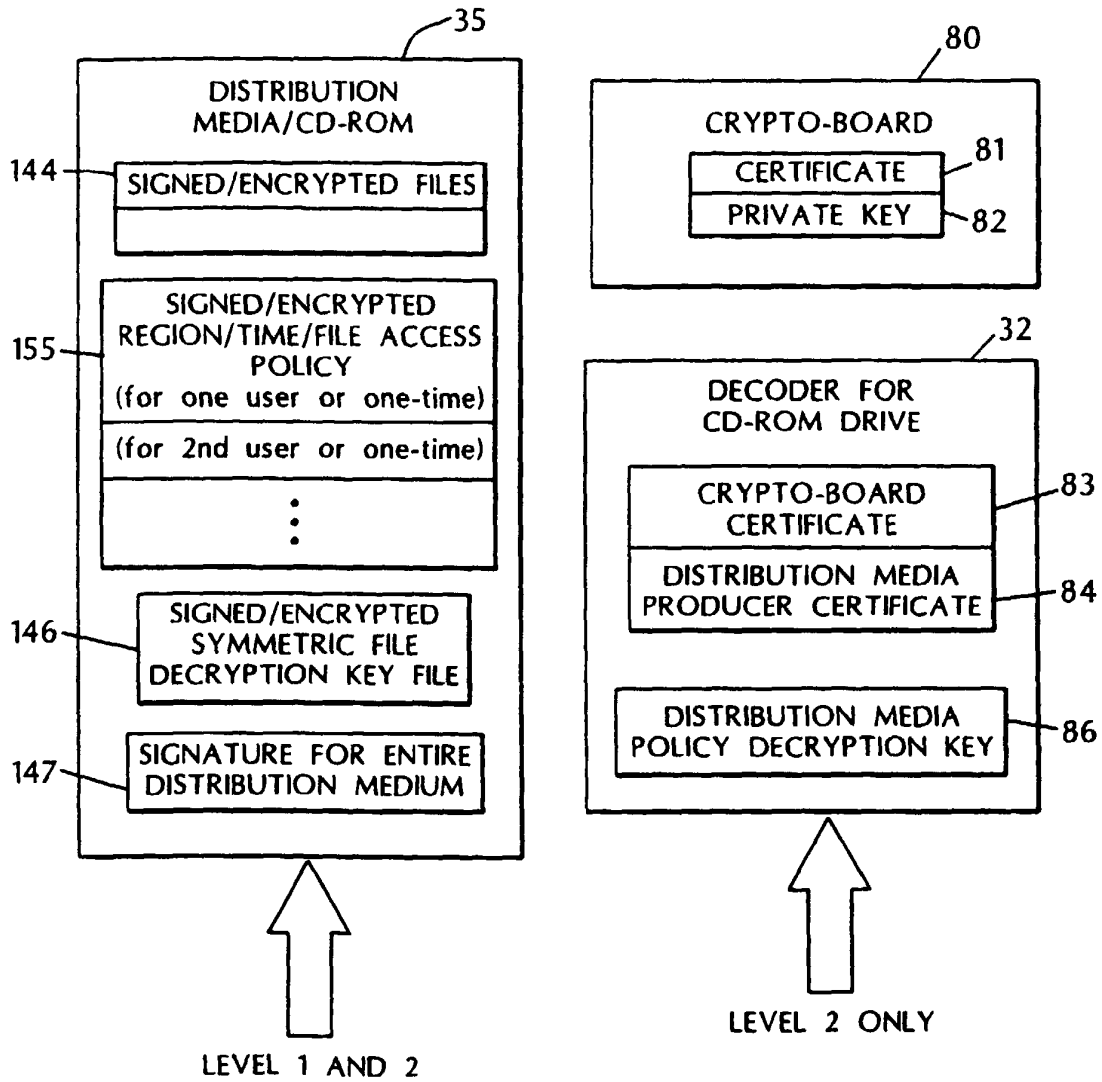 35
DISTRIBUTION
MEDIA/CD-ROM
144
SIGNED/ENCRYPTED FILES
155
SIGNED/ENCRYPTED
REGION/TIME/FILE ACCESS
POLICY
(for one user or one-time)
(for 2nd user or one-time)
146
SIGNED/ENCRYPTED
SYMMETRIC FILE
DECRYPTION KEY FILE
147
SIGNATURE FOR ENTIRE
DISTRIBUTION MEDIUM
LEVEL 1 AND 2
80
CRYPTO-BOARD
CERTIFICATE
81
PRIVATE KEY
82
32
DECODER FOR
CD-ROM DRIVE
CRYPTO-BOARD
CERTIFICATE
83
DISTRIBUTION MEDIA
PRODUCER CERTIFICATE
84
DISTRIBUTION MEDIA
POLICY DECRYPTION KEY
86
LEVEL 2 ONLY